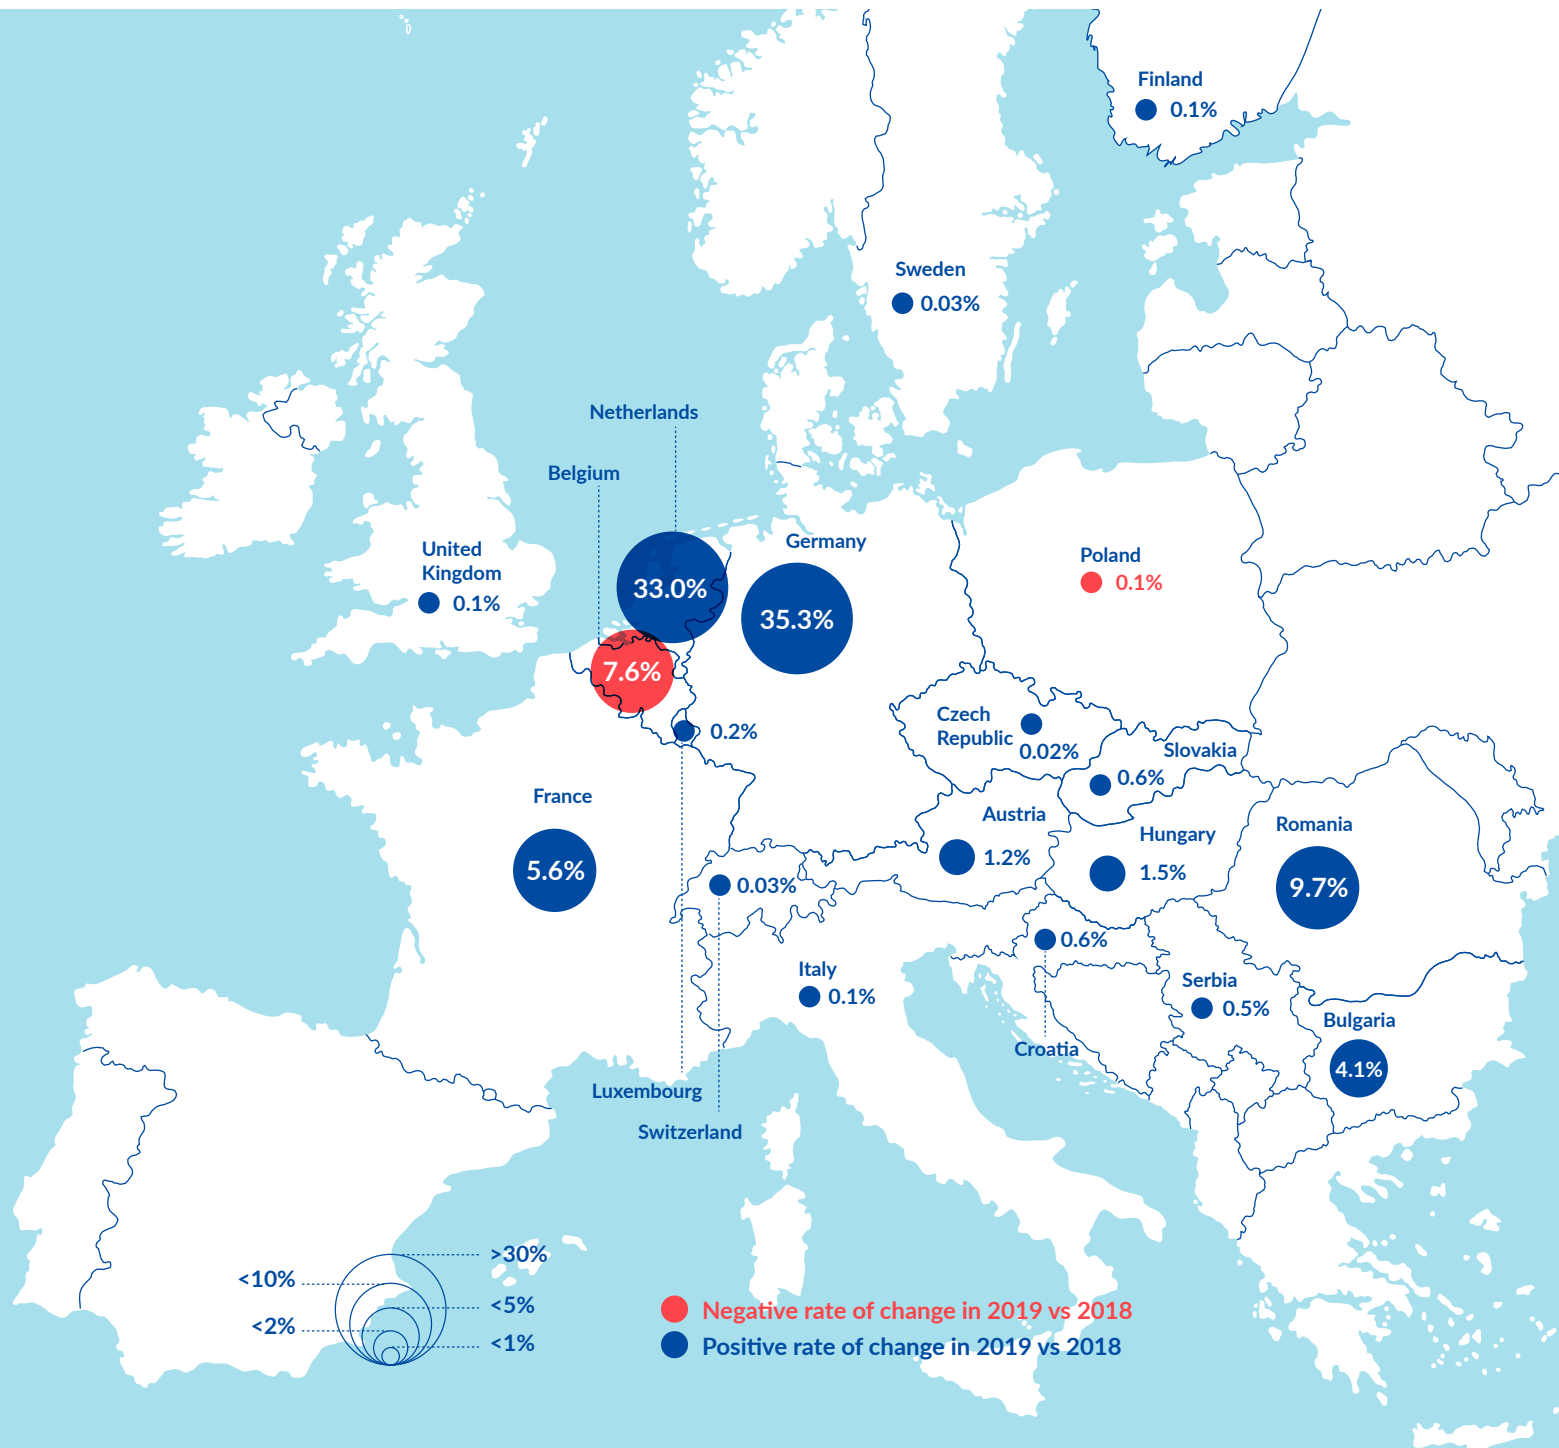 Finland
0.1%
Sweden
0.03%
Netherlands
Belgium
Germany
United
Kingdom
0.1%
33.0%
35.3%
Poland
0.1%
7.6%
0.2%
Czech
Republic
0.02%
Slovakia
0.6%
France
5.6%
Austria
1.2%
Hungary
1.5%
Romania
9.7%
0.03%
0.6%
Italy
0.1%
Serbia
0.5%
Bulgaria
4.1%
Croatia
Luxembourg
Switzerland
>30%
<10%
<5%
<2%
<1%
Negative rate of change in 2019 vs 2018
Positive rate of change in 2019 vs 2018